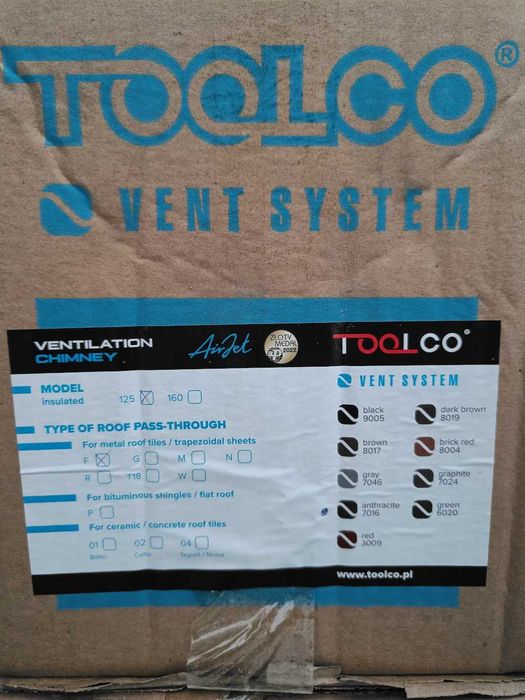 TOOLCO®
VENT SYSTEM
VENTILATION
CHIMNEY
AirJet
ZŁOTY
MEDAL
2022
TOOLCO®
VENT SYSTEM
MODEL
insulated
125
160
TYPE OF ROOF PASS-THROUGH
For metal roof tiles / trapezoidal sheets
F
G
M
N
R
T18
W
For bituminous shingles / flat roof
P
For ceramic / concrete roof tiles
01
02
04
Baltic
Celtic
black
9005
dark brown
8019
brown
8017
brick red
8004
gray
7046
graphite
7024
anthracite
7016
green
6020
red
3009
www.toolco.pl